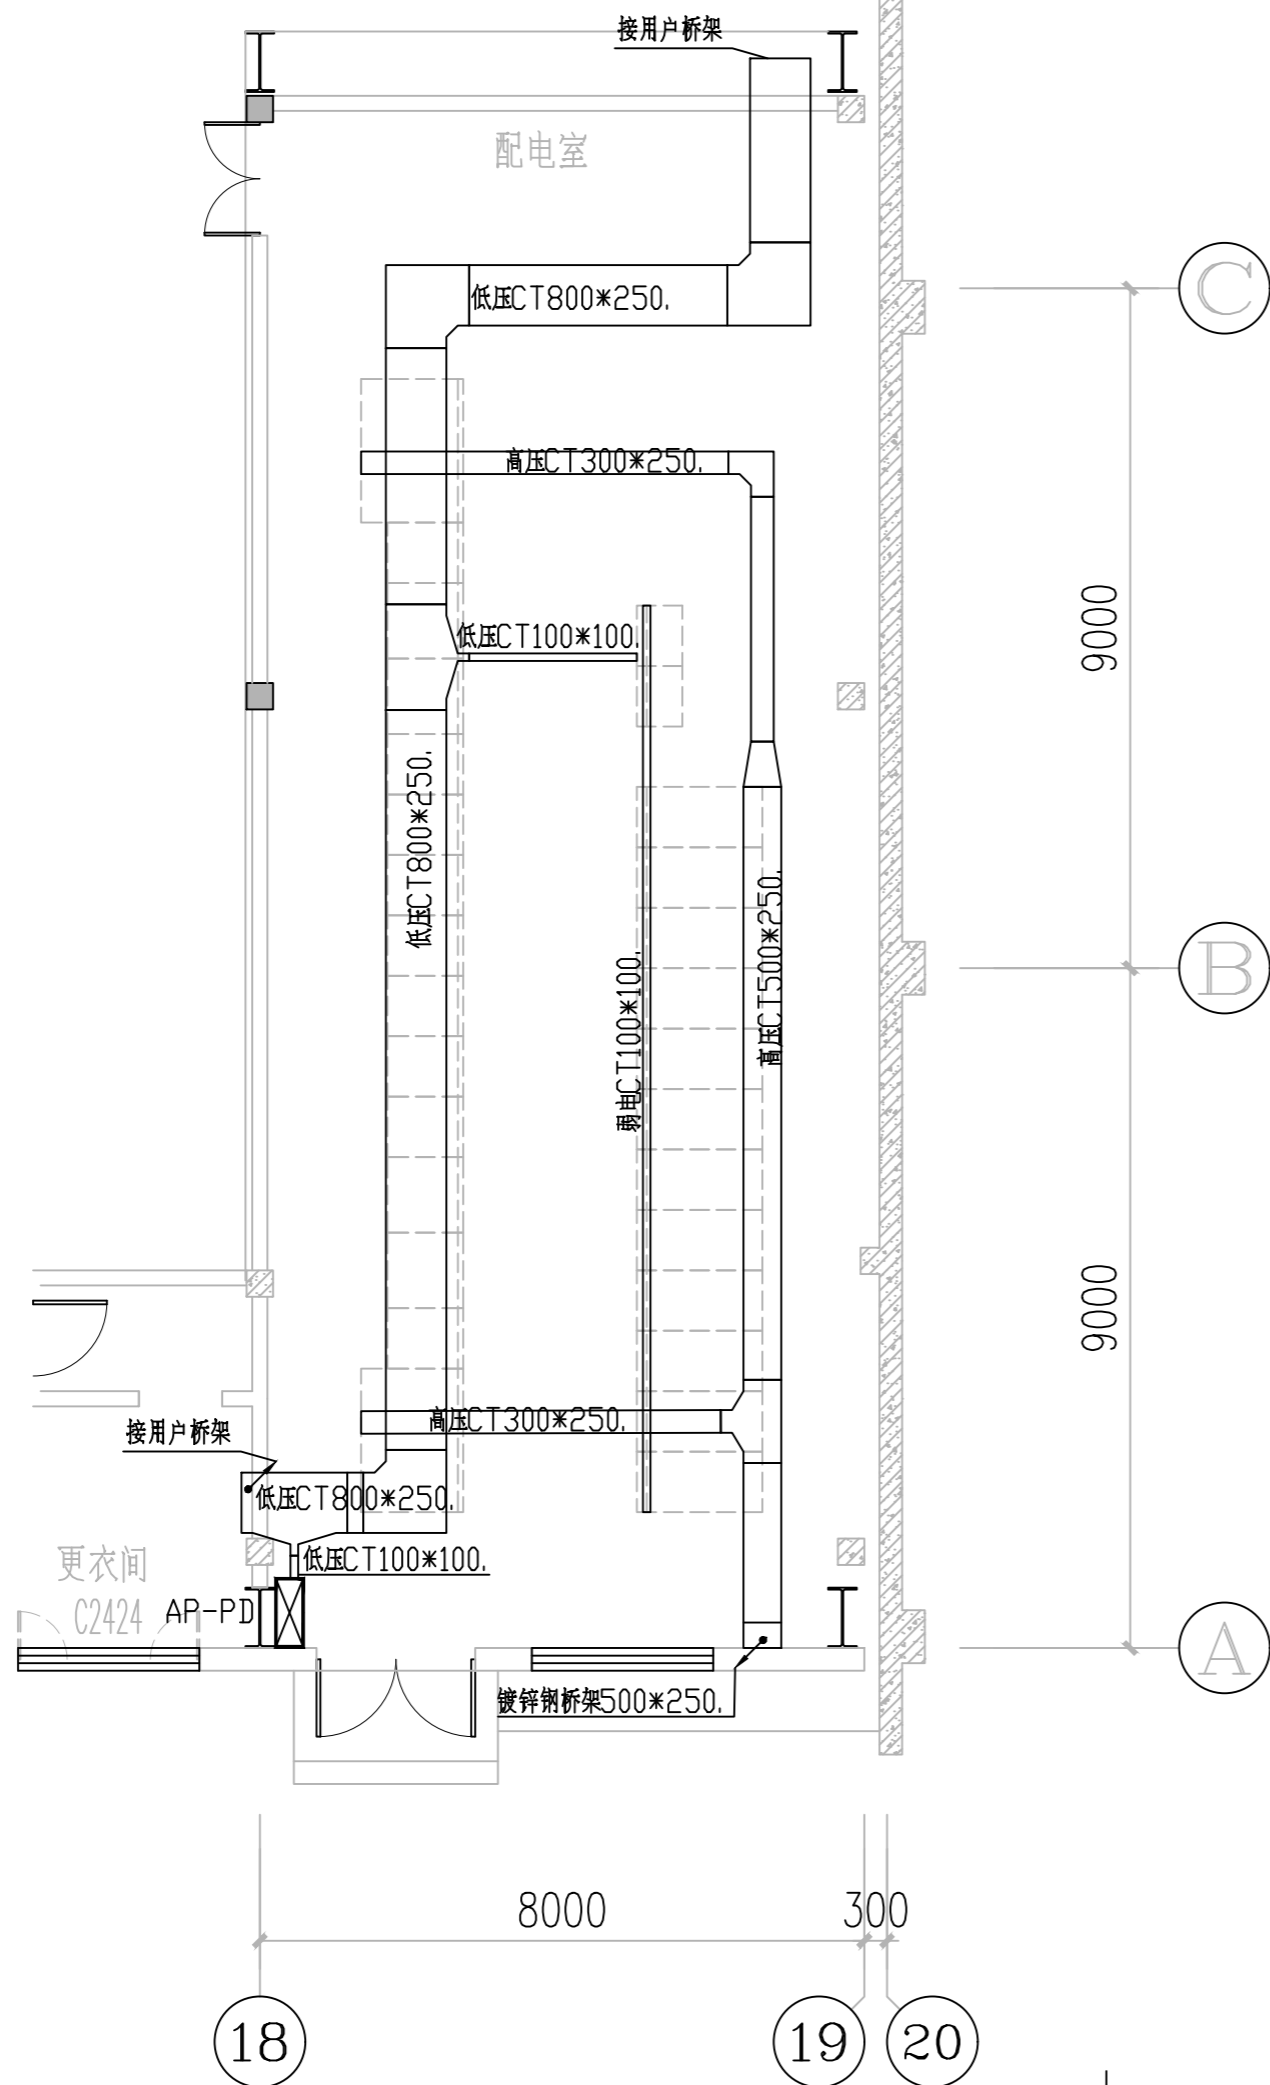 接用户桥架
配电室
低压CT800*250.
C
高压CT300*250.
低压CT100*100.
9000
低压CT800*250.
高压CT500*250.
弱电CT100*100.
B
9000
高压CT300*250.
接用户桥架
低压CT800*250.
低压CT100*100.
更衣间
C2424
AP-PD
A
镀锌钢桥架500*250.
8000
300
18
19
20